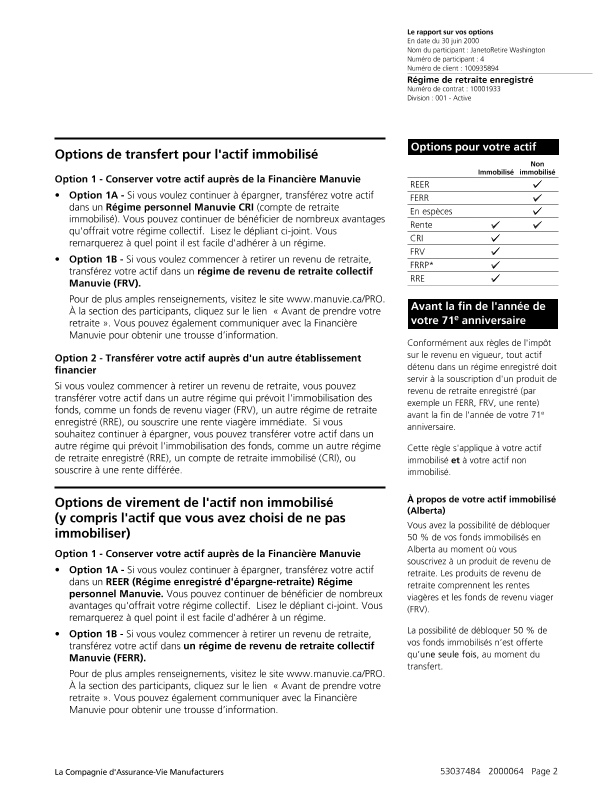 Le rapport sur vos options
En date du 30 juin 2000
Nom du participant : JanetoRetire Washington
Numéro de participant : 4
Numéro de client : 100935894
Régime de retraite enregistré
Numéro de contrat : 10001933
Division : 001 - Active
Options de transfert pour l'actif immobilisé
Option 1 - Conserver votre actif auprès de la Financière Manuvie
• Option 1A - Si vous voulez continuer à épargner, transférez votre actif
dans un Régime personnel Manuvie CRI (compte de retraite
immobilisé). Vous pouvez continuer de bénéficier de nombreux avantages
qu'offrait votre régime collectif. Lisez le dépliant ci-joint. Vous
remarquerez à quel point il est facile d'adhérer à un régime.
• Option 1B - Si vous voulez commencer à retirer un revenu de retraite,
transférez votre actif dans un régime de revenu de retraite collectif
Manuvie (FRV).
Pour de plus amples renseignements, visitez le site www.manuvie.ca/PRO.
À la section des participants, cliquez sur le lien « Avant de prendre votre
retraite ». Vous pouvez également communiquer avec la Financière
Manuvie pour obtenir une trousse d'information.
Option 2 - Transférer votre actif auprès d'un autre établissement
financier
Si vous voulez commencer à retirer un revenu de retraite, vous pouvez
transférer votre actif dans un autre régime qui prévoit l'immobilisation des
fonds, comme un fonds de revenu viager (FRV), un autre régime de retraite
enregistré (RRE), ou souscrire une rente viagère immédiate. Si vous
souhaitez continuer à épargner, vous pouvez transférer votre actif dans un
autre régime qui prévoit l'immobilisation des fonds, comme un autre régime
de retraite enregistré (RRE), un compte de retraite immobilisé (CRI), ou
souscrire à une rente différée.
Options de virement de l'actif non immobilisé
(y compris l'actif que vous avez choisi de ne pas
immobiliser)
Option 1 - Conserver votre actif auprès de la Financière Manuvie
• Option 1A - Si vous voulez continuer à épargner, transférez votre actif
dans un REER (Régime enregistré d'épargne-retraite) Régime
personnel Manuvie. Vous pouvez continuer de bénéficier de nombreux
avantages qu'offrait votre régime collectif. Lisez le dépliant ci-joint. Vous
remarquerez à quel point il est facile d'adhérer à un régime.
• Option 1B - Si vous voulez commencer à retirer un revenu de retraite,
transférez votre actif dans un régime de revenu de retraite collectif
Manuvie (FERR).
Pour de plus amples renseignements, visitez le site www.manuvie.ca/PRO.
À la section des participants, cliquez sur le lien « Avant de prendre votre
retraite ». Vous pouvez également communiquer avec la Financière
Manuvie pour obtenir une trousse d'information.
Options pour votre actif
Non
Immobilisé immobilisé
REER ✓
FERR ✓
En espèces ✓
Rente ✓ ✓
CRI ✓
FRV ✓
FRRP* ✓
RRE ✓
Avant la fin de l'année de
votre 71e anniversaire
Conformèment aux règles de l'impôt
sur le revenu en vigueur, tout actif
détenu dans un régime enregistré doit
servir à la souscription d'un produit de
revenu de retraite enregistré (par
exemple un FERR, FRV, une rente)
avant la fin de l'année de votre 71e
anniversaire.
Cette règle s'applique à votre actif
immobilisé et à votre actif non
immobilisé.
À propos de votre actif immobilisé
(Alberta)
Vous avez la possibilité de débloquer
50 % de vos fonds immobilisés en
Alberta au moment où vous
souscrivez à un produit de revenu de
retraite. Les produits de revenu de
retraite comprennent les rentes
viagères et les fonds de revenu viager
(FRV).
La possibilité de débloquer 50 % de
vos fonds immobilisés n'est offerte
qu'une seule fois, au moment du
transfert.
La Compagnie d'Assurance-Vie Manufacturers
53037484 2000064 Page 2